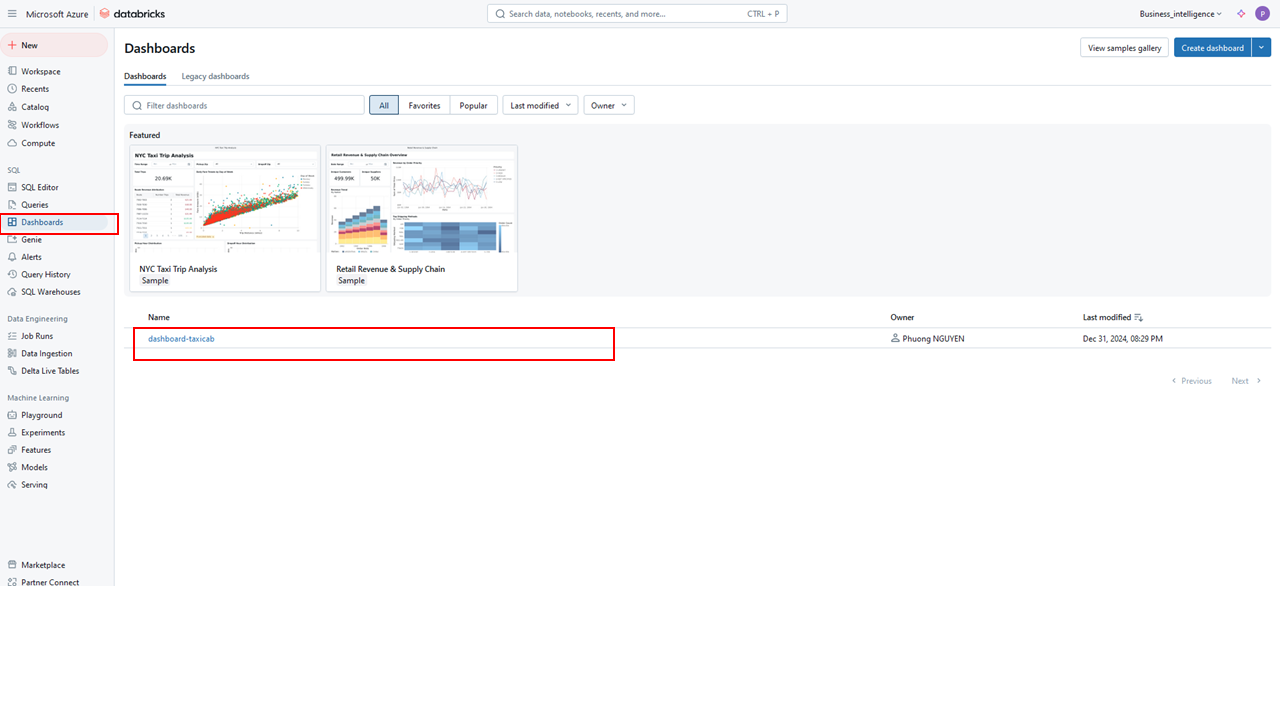 Microsoft Azure databricks Search data, notebooks, recents, and more... CTRL + P Business_intelligence P
New
Workspace
Recents
Catalog
Workflows
Compute
SQL
SQL Editor
Queries
Dashboards
Genie
Alerts
Query History
SQL Warehouses
Data Engineering
Job Runs
Data Ingestion
Delta Live Tables
Machine Learning
Playground
Experiments
Features
Models
Serving
Marketplace
Partner Connect
Dashboards
View samples gallery Create dashboard
Dashboards Legacy dashboards
Filter dashboards All Favorites Popular Last modified Owner
Featured
NYC Taxi Trip Analysis
20.69K
NYC Taxi Trip Analysis
Sample
Retail Revenue & Supply Chain Overview
499.99K 50K
Retail Revenue & Supply Chain
Sample
Name Owner Last modified
dashboard-taxicab Phuong NGUYEN Dec 31, 2024, 08:29 PM
Previous Next